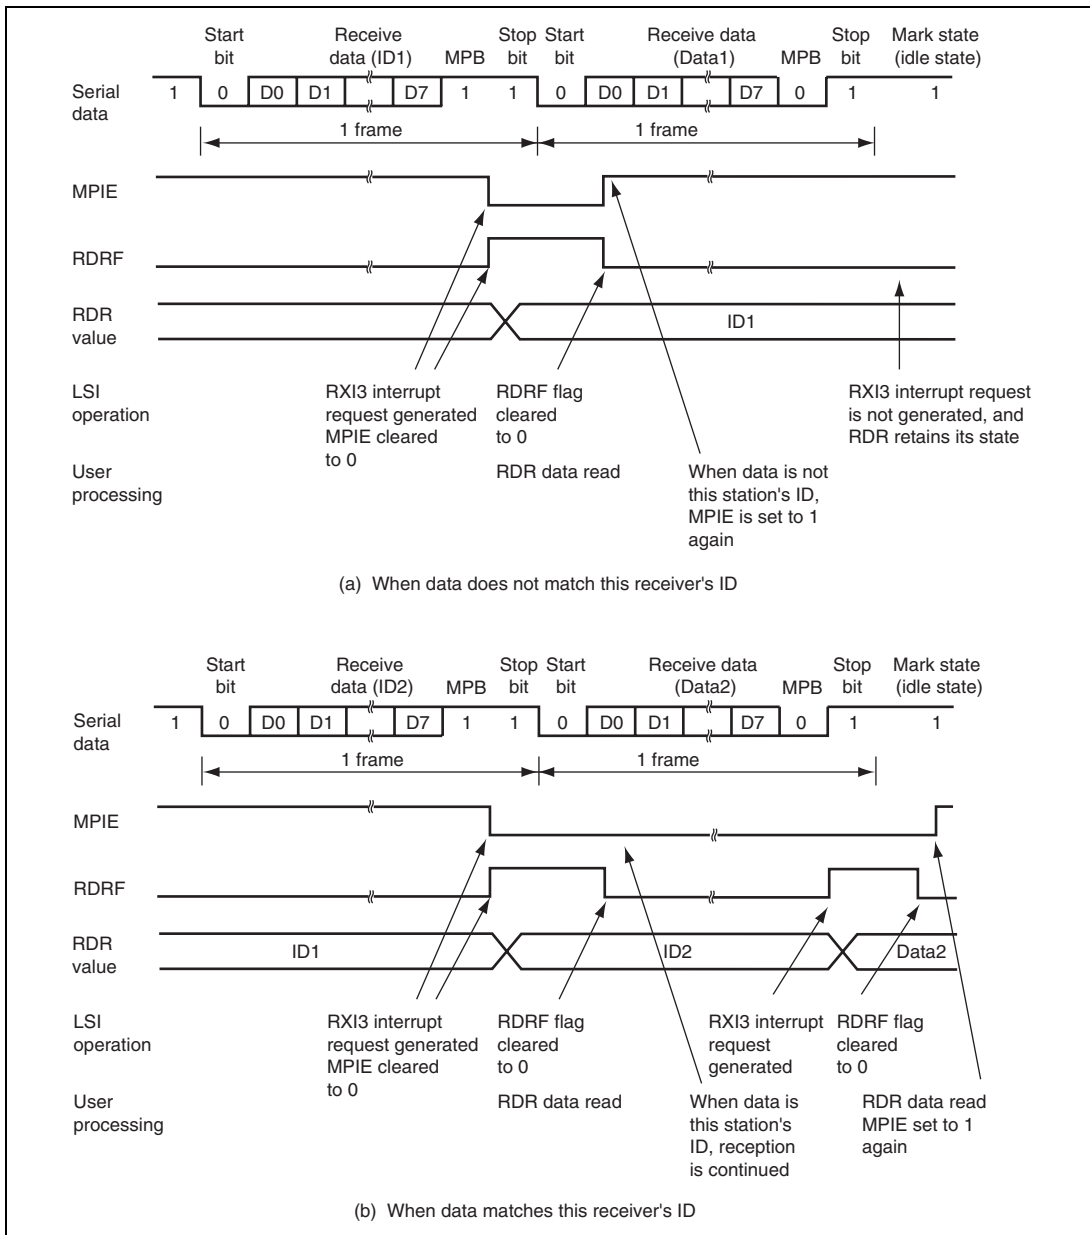 Start bit
Receive data (ID1)
MPB
Stop bit
Start bit
Receive data (Data1)
MPB
Stop bit
Mark state (idle state)
Serial data
1 0 D0 D1 D7 1 1 0 D0 D1 D7 0 1 1
1 frame
1 frame
MPIE
RDRF
RDR value
ID1
LSI operation
RXI3 interrupt
request generated
MPIE cleared
to 0
RDRF flag
cleared
to 0
RXI3 interrupt request
is not generated, and
RDR retains its state
User processing
RDR data read
When data is not
this station's ID,
MPIE is set to 1
again
(a) When data does not match this receiver's ID
Start bit
Receive data (ID2)
MPB
Stop bit
Start bit
Receive data (Data2)
MPB
Stop bit
Mark state (idle state)
Serial data
1 0 D0 D1 D7 1 1 0 D0 D1 D7 0 1 1
1 frame
1 frame
MPIE
RDRF
RDR value
ID1
ID2
Data2
LSI operation
RXI3 interrupt
request generated
MPIE cleared
to 0
RDRF flag
cleared
to 0
RXI3 interrupt
request
generated
RDRF flag
cleared
to 0
User processing
RDR data read
When data is
this station's
ID, reception
is continued
RDR data read
MPIE set to 1
again
(b) When data matches this receiver's ID